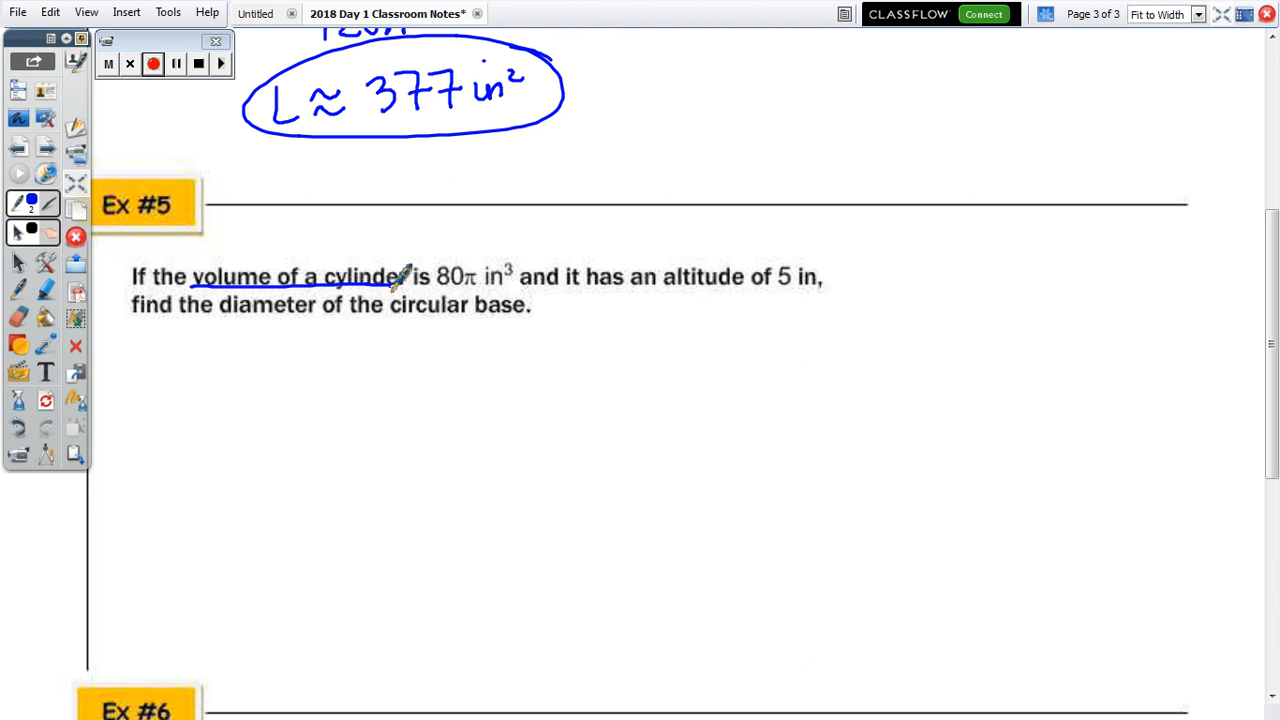 File Edit View Insert Tools Help
Untitled 2018 Day 1 Classroom Notes*
CLASSFLOW Connect
Page 3 of 3 Fit to Width
M
2
T
L ≈ 377 in²
Ex #5
If the volume of a cylinder is 80π in³ and it has an altitude of 5 in,
find the diameter of the circular base.
Ex #6